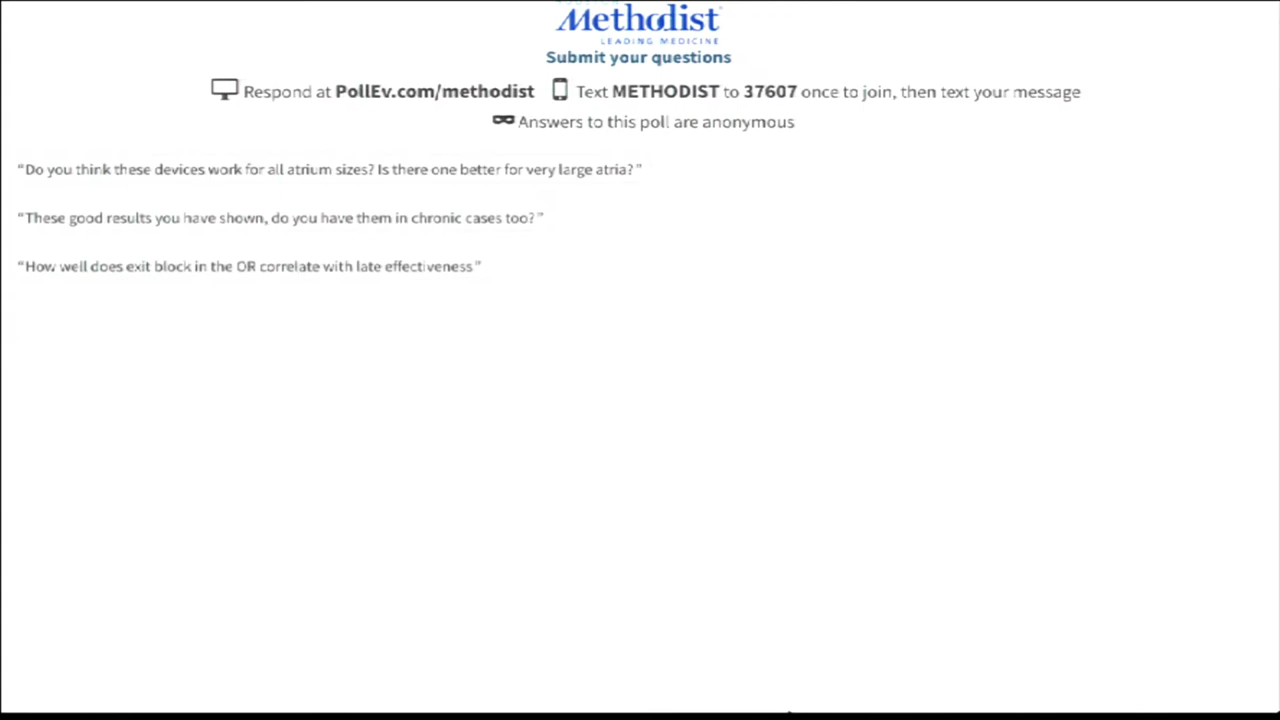 Methodist
LEADING MEDICINE
Submit your questions
Respond at PollEv.com/methodist Text METHODIST to 37607 once to join, then text your message
Answers to this poll are anonymous
"Do you think these devices work for all atrium sizes? Is there one better for very large atria?"
"These good results you have shown, do you have them in chronic cases too?"
"How well does exit block in the OR correlate with late effectiveness"